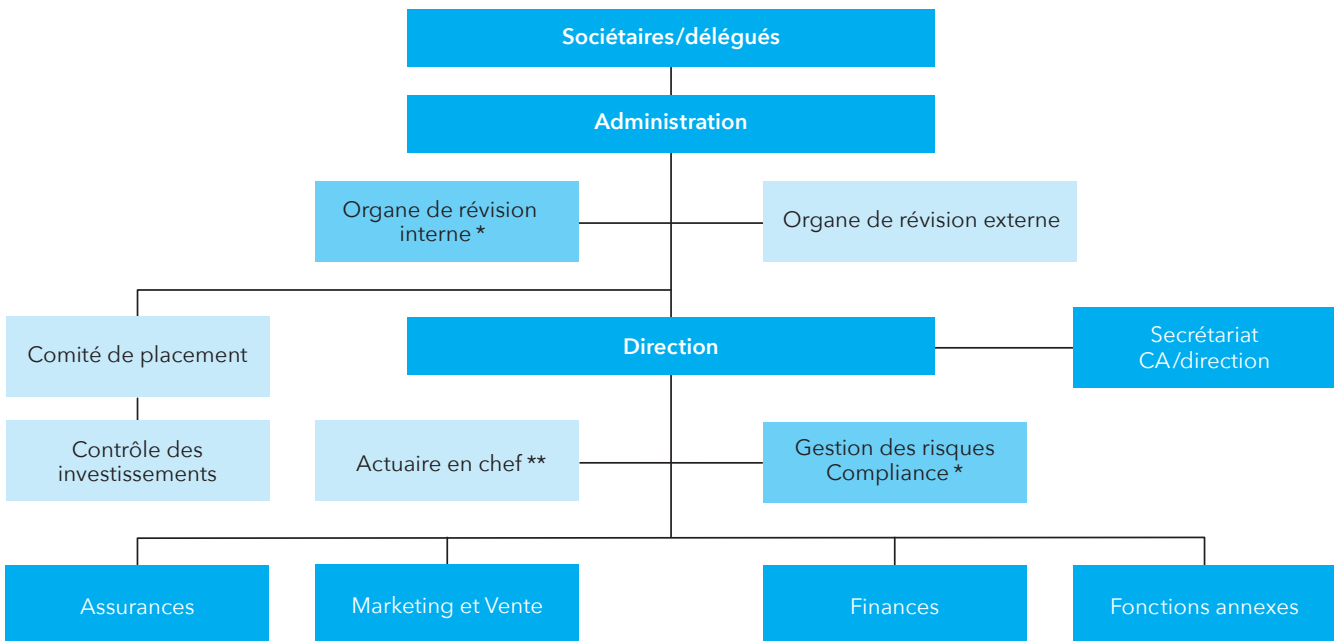 Sociétaires/délégués
Administration
Organe de révision
interne *
Organe de révision externe
Comité de placement
Direction
Secrétariat
CA/direction
Contrôle des
investissements
Actuaire en chef **
Gestion des risques
Compliance *
Assurances
Marketing et Vente
Finances
Fonctions annexes